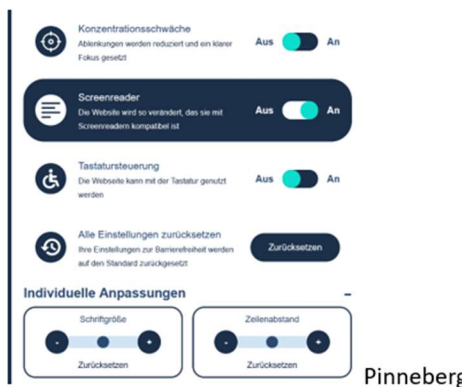 Konzentrationsschwäche
Ablenkungen werden reduziert und ein klarer
Fokus gesetzt
Aus An
Screenreader
Die Website wird so verändert, das sie mit
Screenreadern kompatibel ist
Aus An
Tastatursteuerung
Die Webseite kann mit der Tastatur genutzt
werden
Aus An
Alle Einstellungen zurücksetzen
Ihre Einstellungen zur Barrierefreiheit werden
auf den Standard zurückgesetzt
Zurücksetzen
Individuelle Anpassungen –
Schriftgröße
- +
Zurücksetzen
Zeilenabstand
- +
Zurücksetzen
Pinneberg